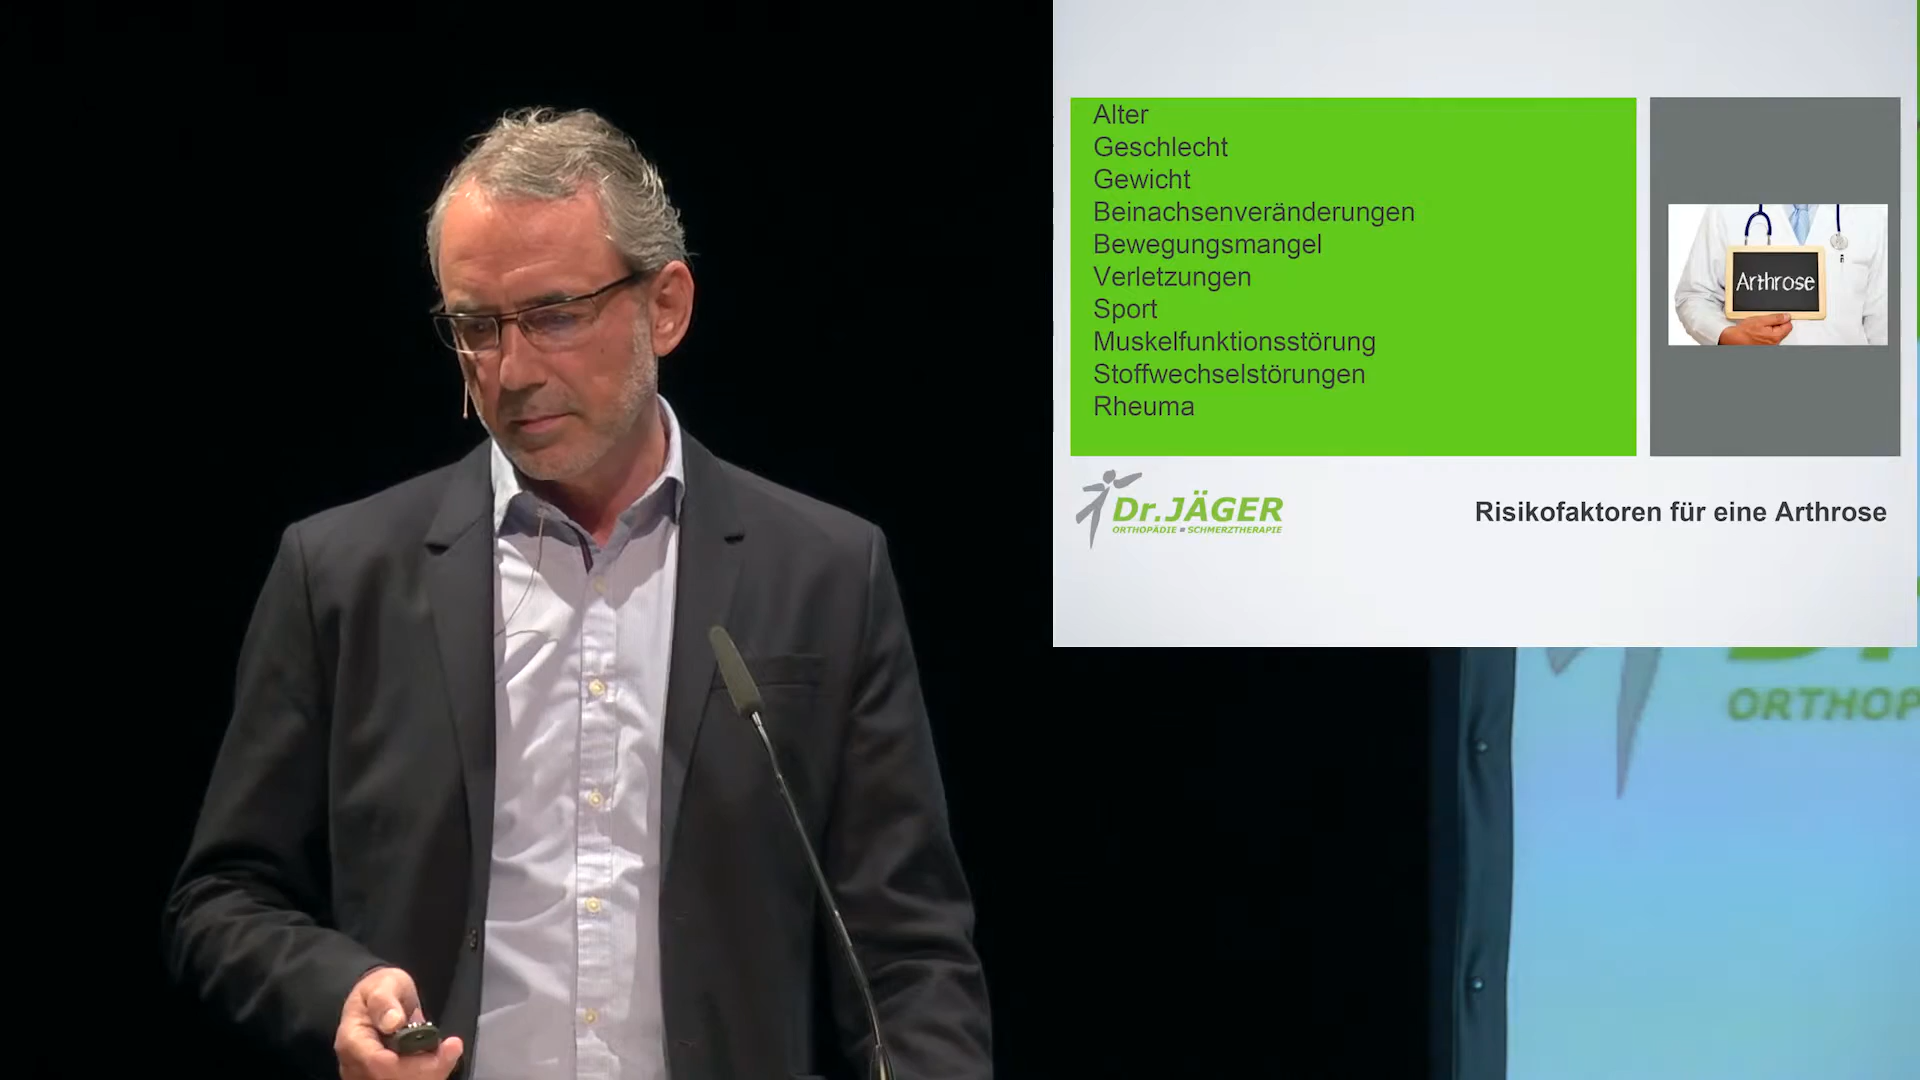 Alter
Geschlecht
Gewicht
Beinachsenveränderungen
Bewegungsmangel
Verletzungen
Sport
Muskelfunktionsstörung
Stoffwechselstörungen
Rheuma
Arthrose
Dr.JÄGER
ORTHOPÄDIE ▪ SCHMERZTHERAPIE
Risikofaktoren für eine Arthrose
ORTHOP